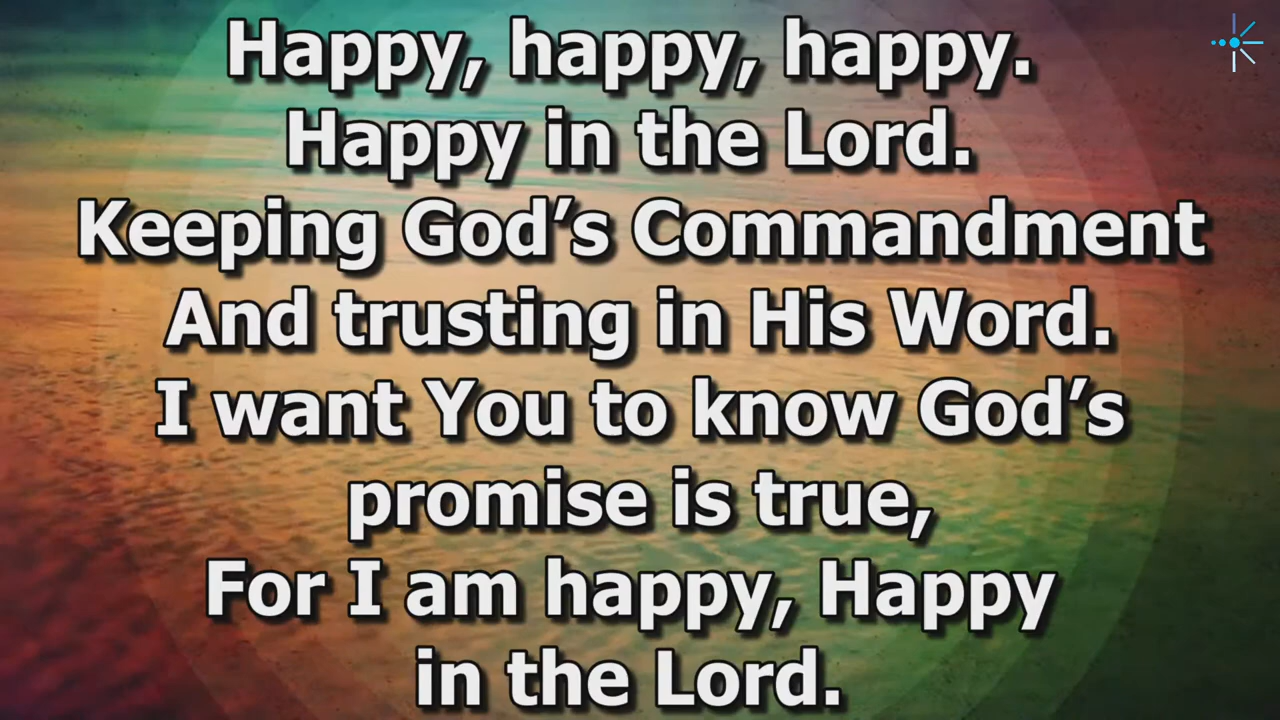 Happy, happy, happy.
Happy in the Lord.
Keeping God’s Commandment
And trusting in His Word.
I want You to know God’s
promise is true,
For I am happy, Happy
in the Lord.